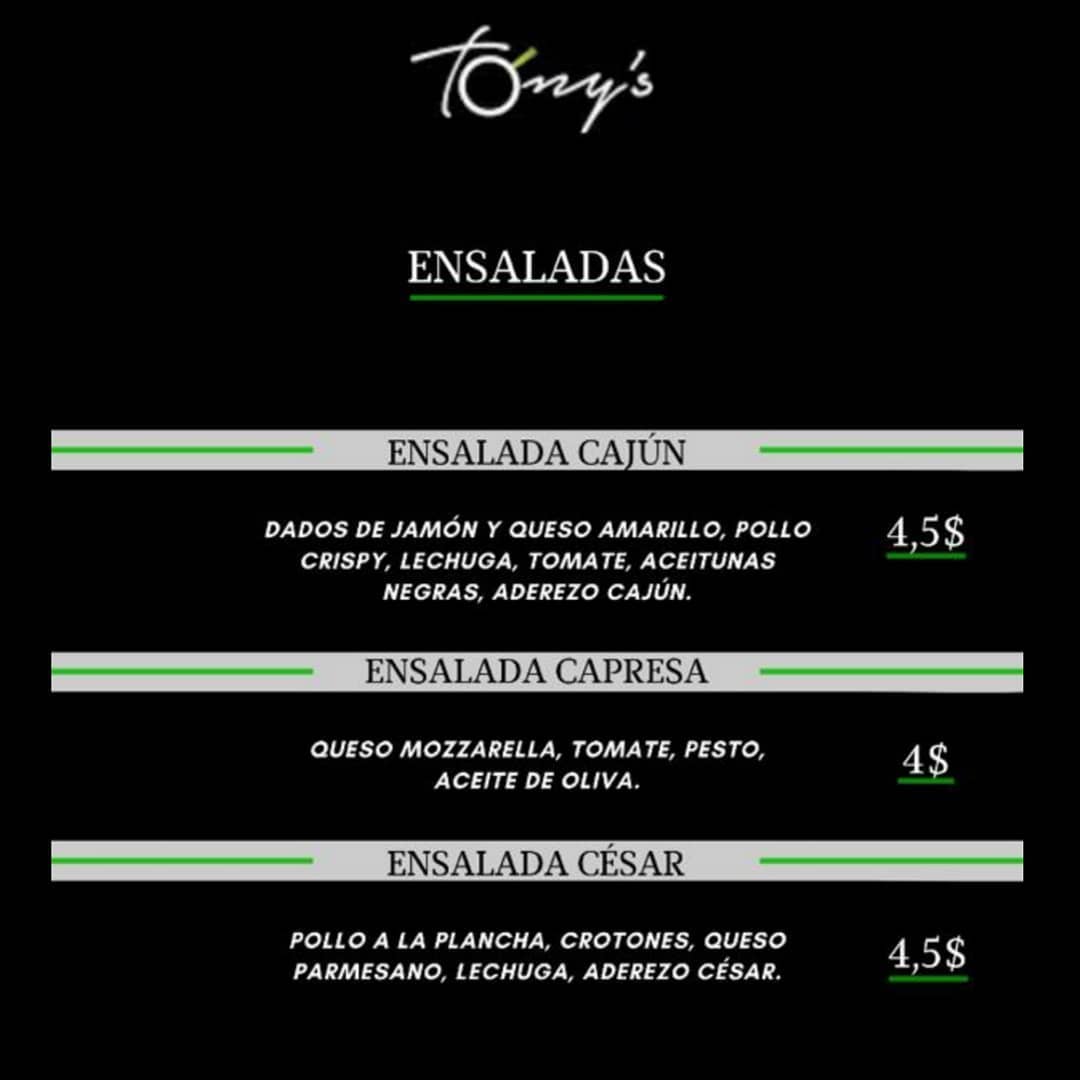 Tony's
ENSALADAS
ENSALADA CAJÚN
DADOS DE JAMÓN Y QUESO AMARILLO, POLLO
CRISPY, LECHUGA, TOMATE, ACEITUNAS
NEGRAS, ADEREZO CAJÚN.
4,5$
ENSALADA CAPRESA
QUESO MOZZARELLA, TOMATE, PESTO,
ACEITE DE OLIVA.
4$
ENSALADA CÉSAR
POLLO A LA PLANCHA, CROTONES, QUESO
PARMESANO, LECHUGA, ADEREZO CÉSAR.
4,5$